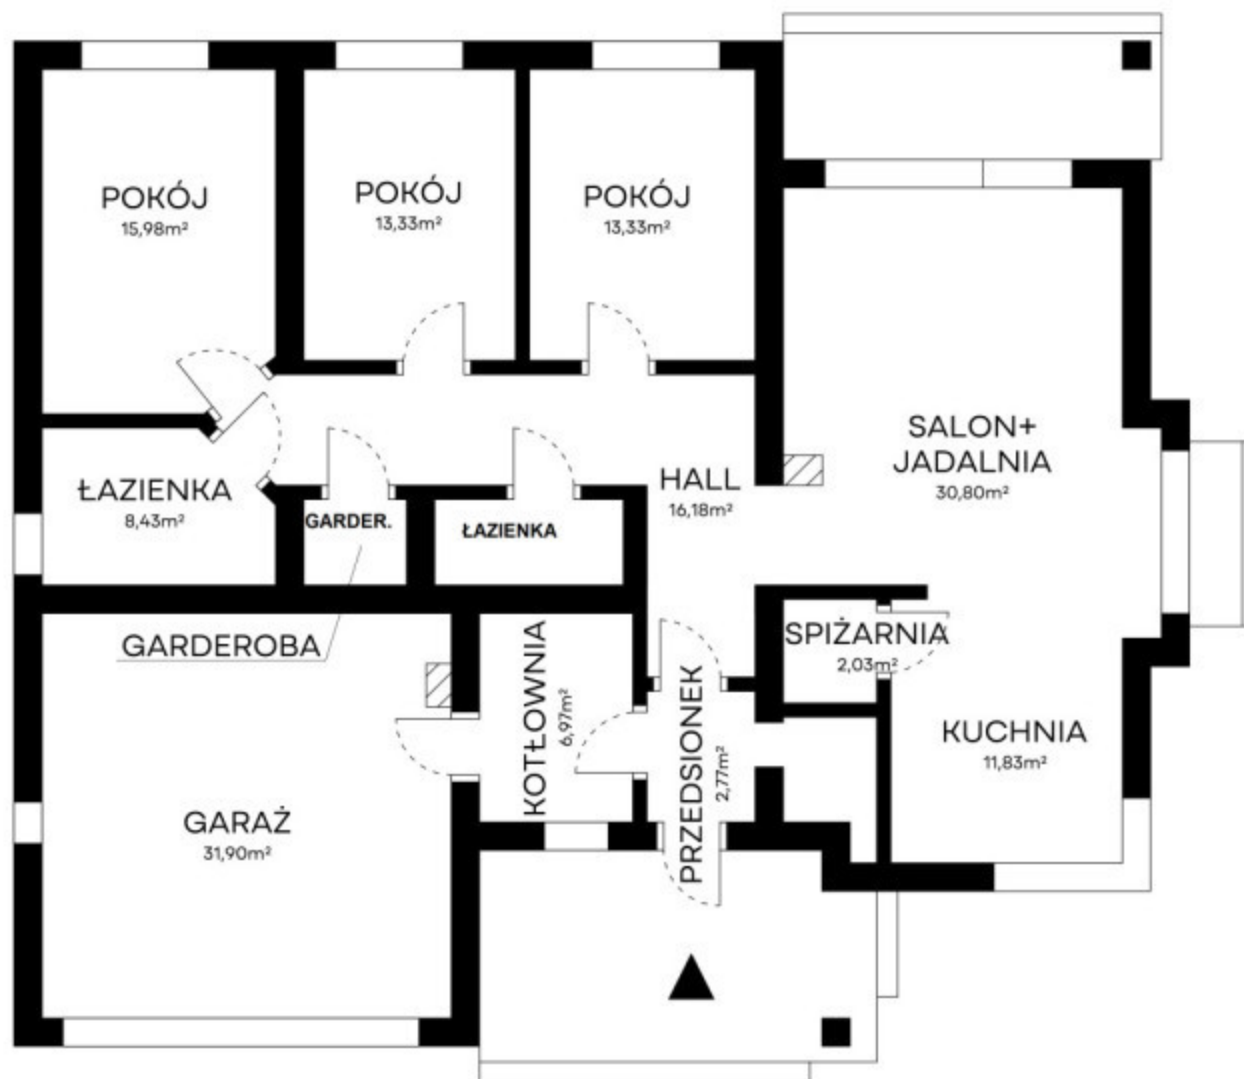 POKÓJ
15,98m²
POKÓJ
13,33m²
POKÓJ
13,33m²
SALON+
JADALNIA
30,80m²
ŁAZIENKA
8,43m²
HALL
16,18m²
GARDER.
ŁAZIENKA
GARDEROBA
SPIŻARNIA
2,03m²
KOTŁOWNIA
6,97m²
PRZEDSIONEK
2,77m²
KUCHNIA
11,83m²
GARAŻ
31,90m²